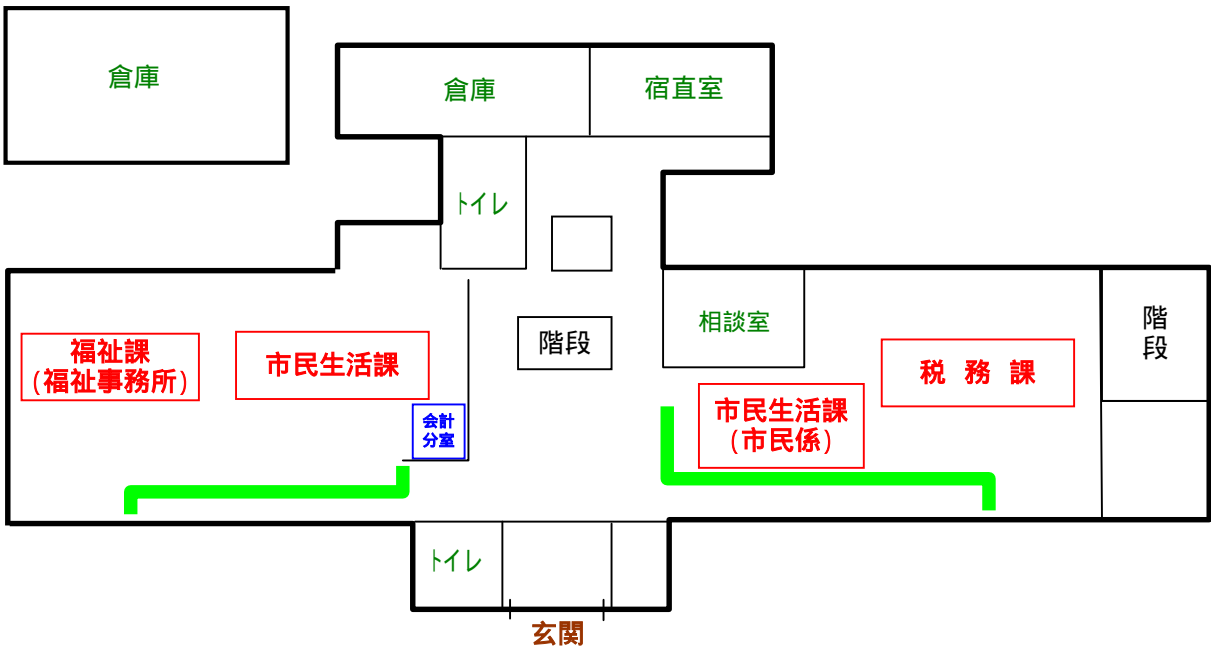 倉庫
倉庫
宿直室
トイレ
階段
相談室
階
段
福祉課
(福祉事務所)
市民生活課
会計
分室
市民生活課
(市民係)
税 務 課
トイレ
玄関